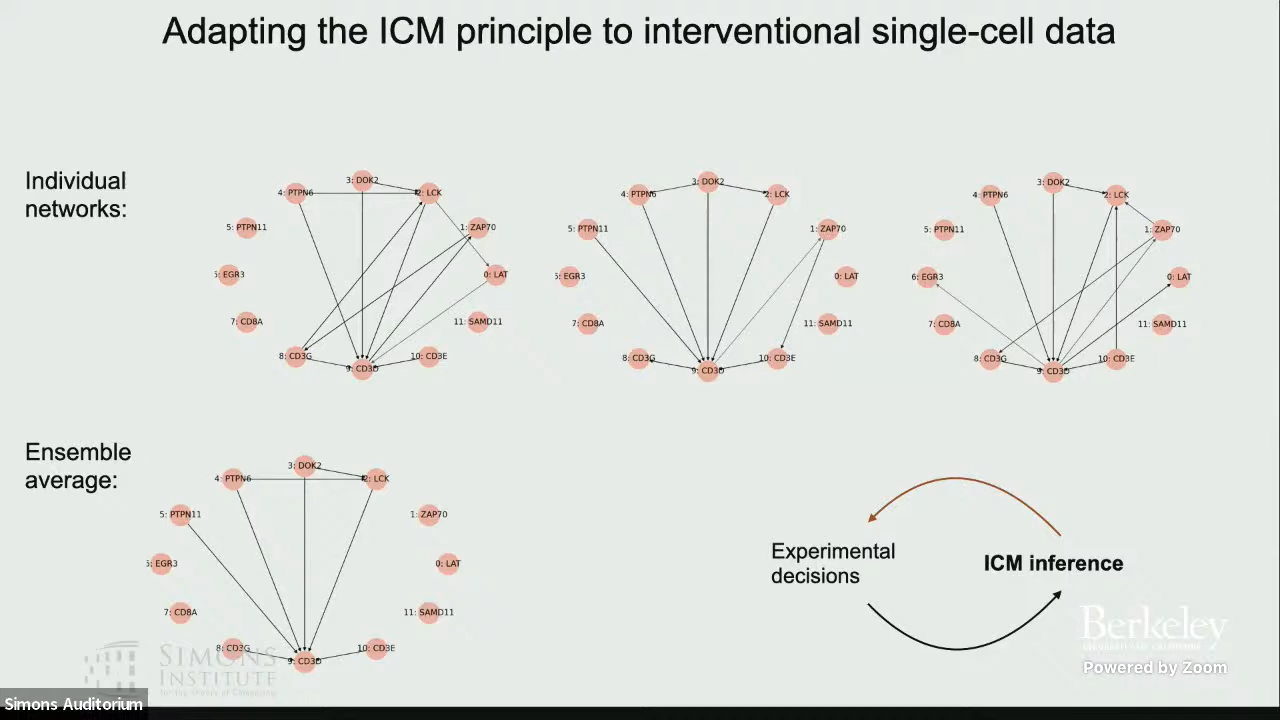 Adapting the ICM principle to interventional single-cell data
Individual
networks:
3: DOK2
4: PTPN6
2: LCK
5: PTPN11
1: ZAP70
6: EGR3
0: LAT
7: CD8A
11: SAMD11
8: CD3G
10: CD3E
9: CD3D
3: DOK2
4: PTPN6
2: LCK
5: PTPN11
1: ZAP70
6: EGR3
0: LAT
7: CD8A
11: SAMD11
8: CD3G
10: CD3E
9: CD3D
3: DOK2
4: PTPN6
2: LCK
5: PTPN11
1: ZAP70
6: EGR3
0: LAT
7: CD8A
11: SAMD11
8: CD3G
10: CD3E
9: CD3D
Ensemble
average:
3: DOK2
4: PTPN6
2: LCK
5: PTPN11
1: ZAP70
6: EGR3
0: LAT
7: CD8A
11: SAMD11
8: CD3G
10: CD3E
9: CD3D
Experimental
decisions
ICM inference
SIMONS
INSTITUTE
for the Theory of Computing
Berkeley
UNIVERSITY OF CALIFORNIA
Powered by Zoom
Simons Auditorium